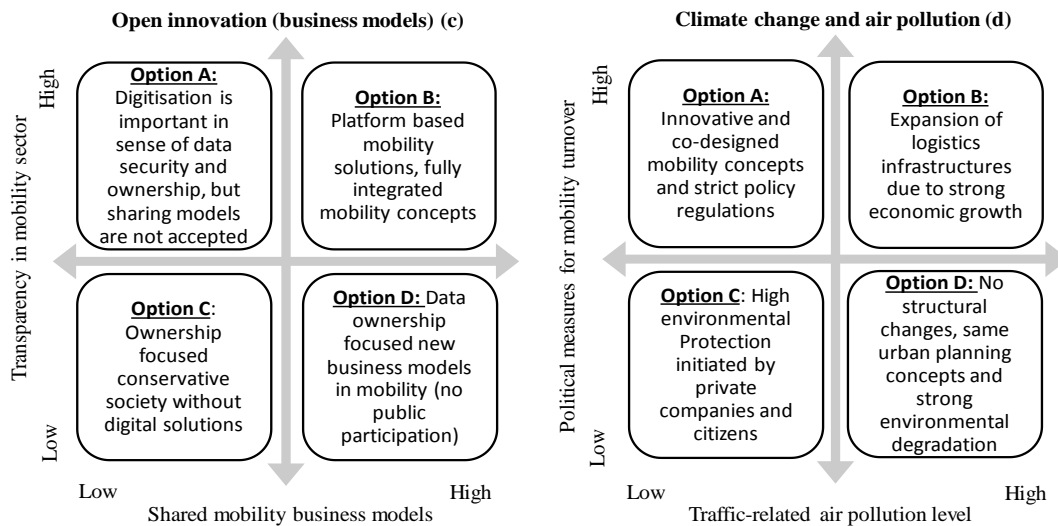 Open innovation (business models) (c)
High
Transparency in mobility sector
Low
Option A:
Digitisation is
important in
sense of data
security and
ownership, but
sharing models
are not accepted
Option B:
Platform based
mobility
solutions, fully
integrated
mobility concepts
Option C:
Ownership
focused
conservative
society without
digital solutions
Option D: Data
ownership
focused new
business models
in mobility (no
public
participation)
Low
High
Shared mobility business models
Climate change and air pollution (d)
High
Political measures for mobility turnover
Low
Option A:
Innovative and
co-designed
mobility concepts
and strict policy
regulations
Option B:
Expansion of
logistics
infrastructures
due to strong
economic growth
Option C: High
environmental
Protection
initiated by
private
companies and
citizens
Option D: No
structural
changes, same
urban planning
concepts and
strong
environmental
degradation
Low
High
Traffic-related air pollution level